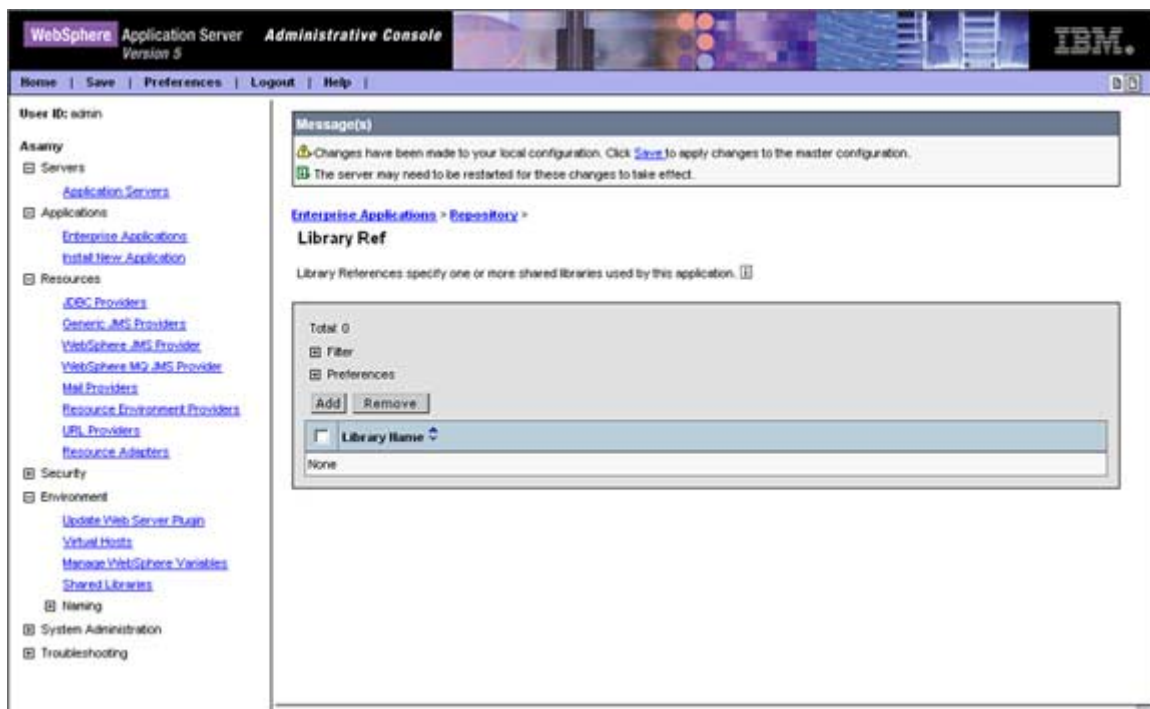 WebSphere Application Server Administrative Console
Version 5
IBM.
Home | Save | Preferences | Logout | Help |
User ID: admin
Asamy
Servers
Application Servers
Applications
Enterprise Applications
Install New Application
Resources
JDBC Providers
Generic JMS Providers
WebSphere JMS Provider
WebSphere MQ JMS Provider
Mail Providers
Resource Environment Providers
URL Providers
Resource Adapters
Security
Environment
Update Web Server Plugin
Virtual Hosts
Manage WebSphere Variables
Shared Libraries
Naming
System Administration
Troubleshooting
Message(s)
Changes have been made to your local configuration. Click Save to apply changes to the master configuration.
The server may need to be restarted for these changes to take effect.
Enterprise Applications > Repository >
Library Ref
Library References specify one or more shared libraries used by this application.
Total: 0
Filter
Preferences
Add Remove
Library Name
None